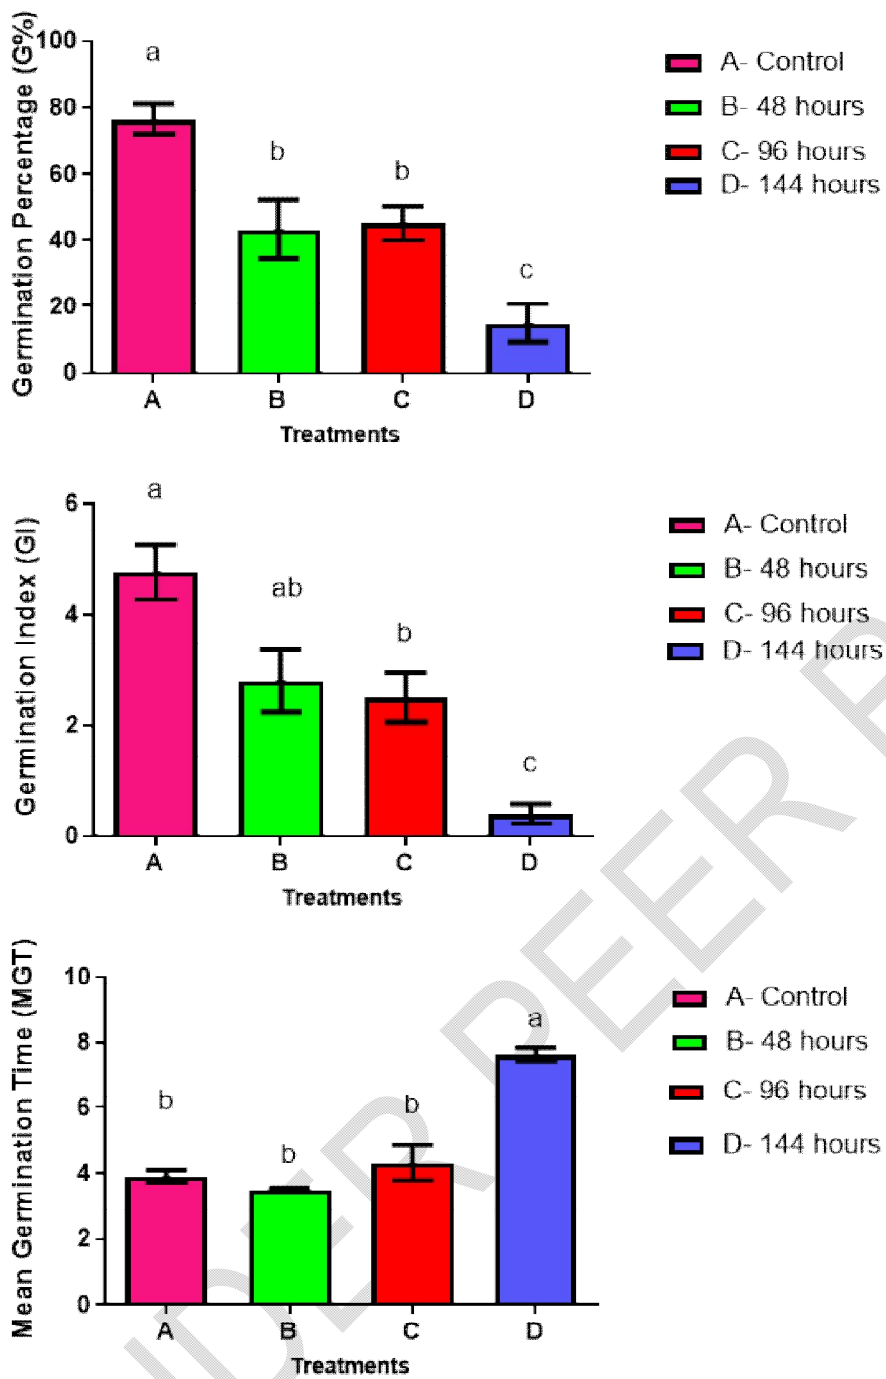 Germination Percentage (G%)
100
80
60
40
20
0
a
b
b
c
A
B
C
D
Treatments
A- Control
B- 48 hours
C- 96 hours
D- 144 hours
Germination Index (GI)
6
4
2
0
a
ab
b
c
A
B
C
D
Treatments
A- Control
B- 48 hours
C- 96 hours
D- 144 hours
Mean Germination Time (MGT)
10
8
6
4
2
0
b
b
b
a
A
B
C
D
Treatments
A- Control
B- 48 hours
C- 96 hours
D- 144 hours